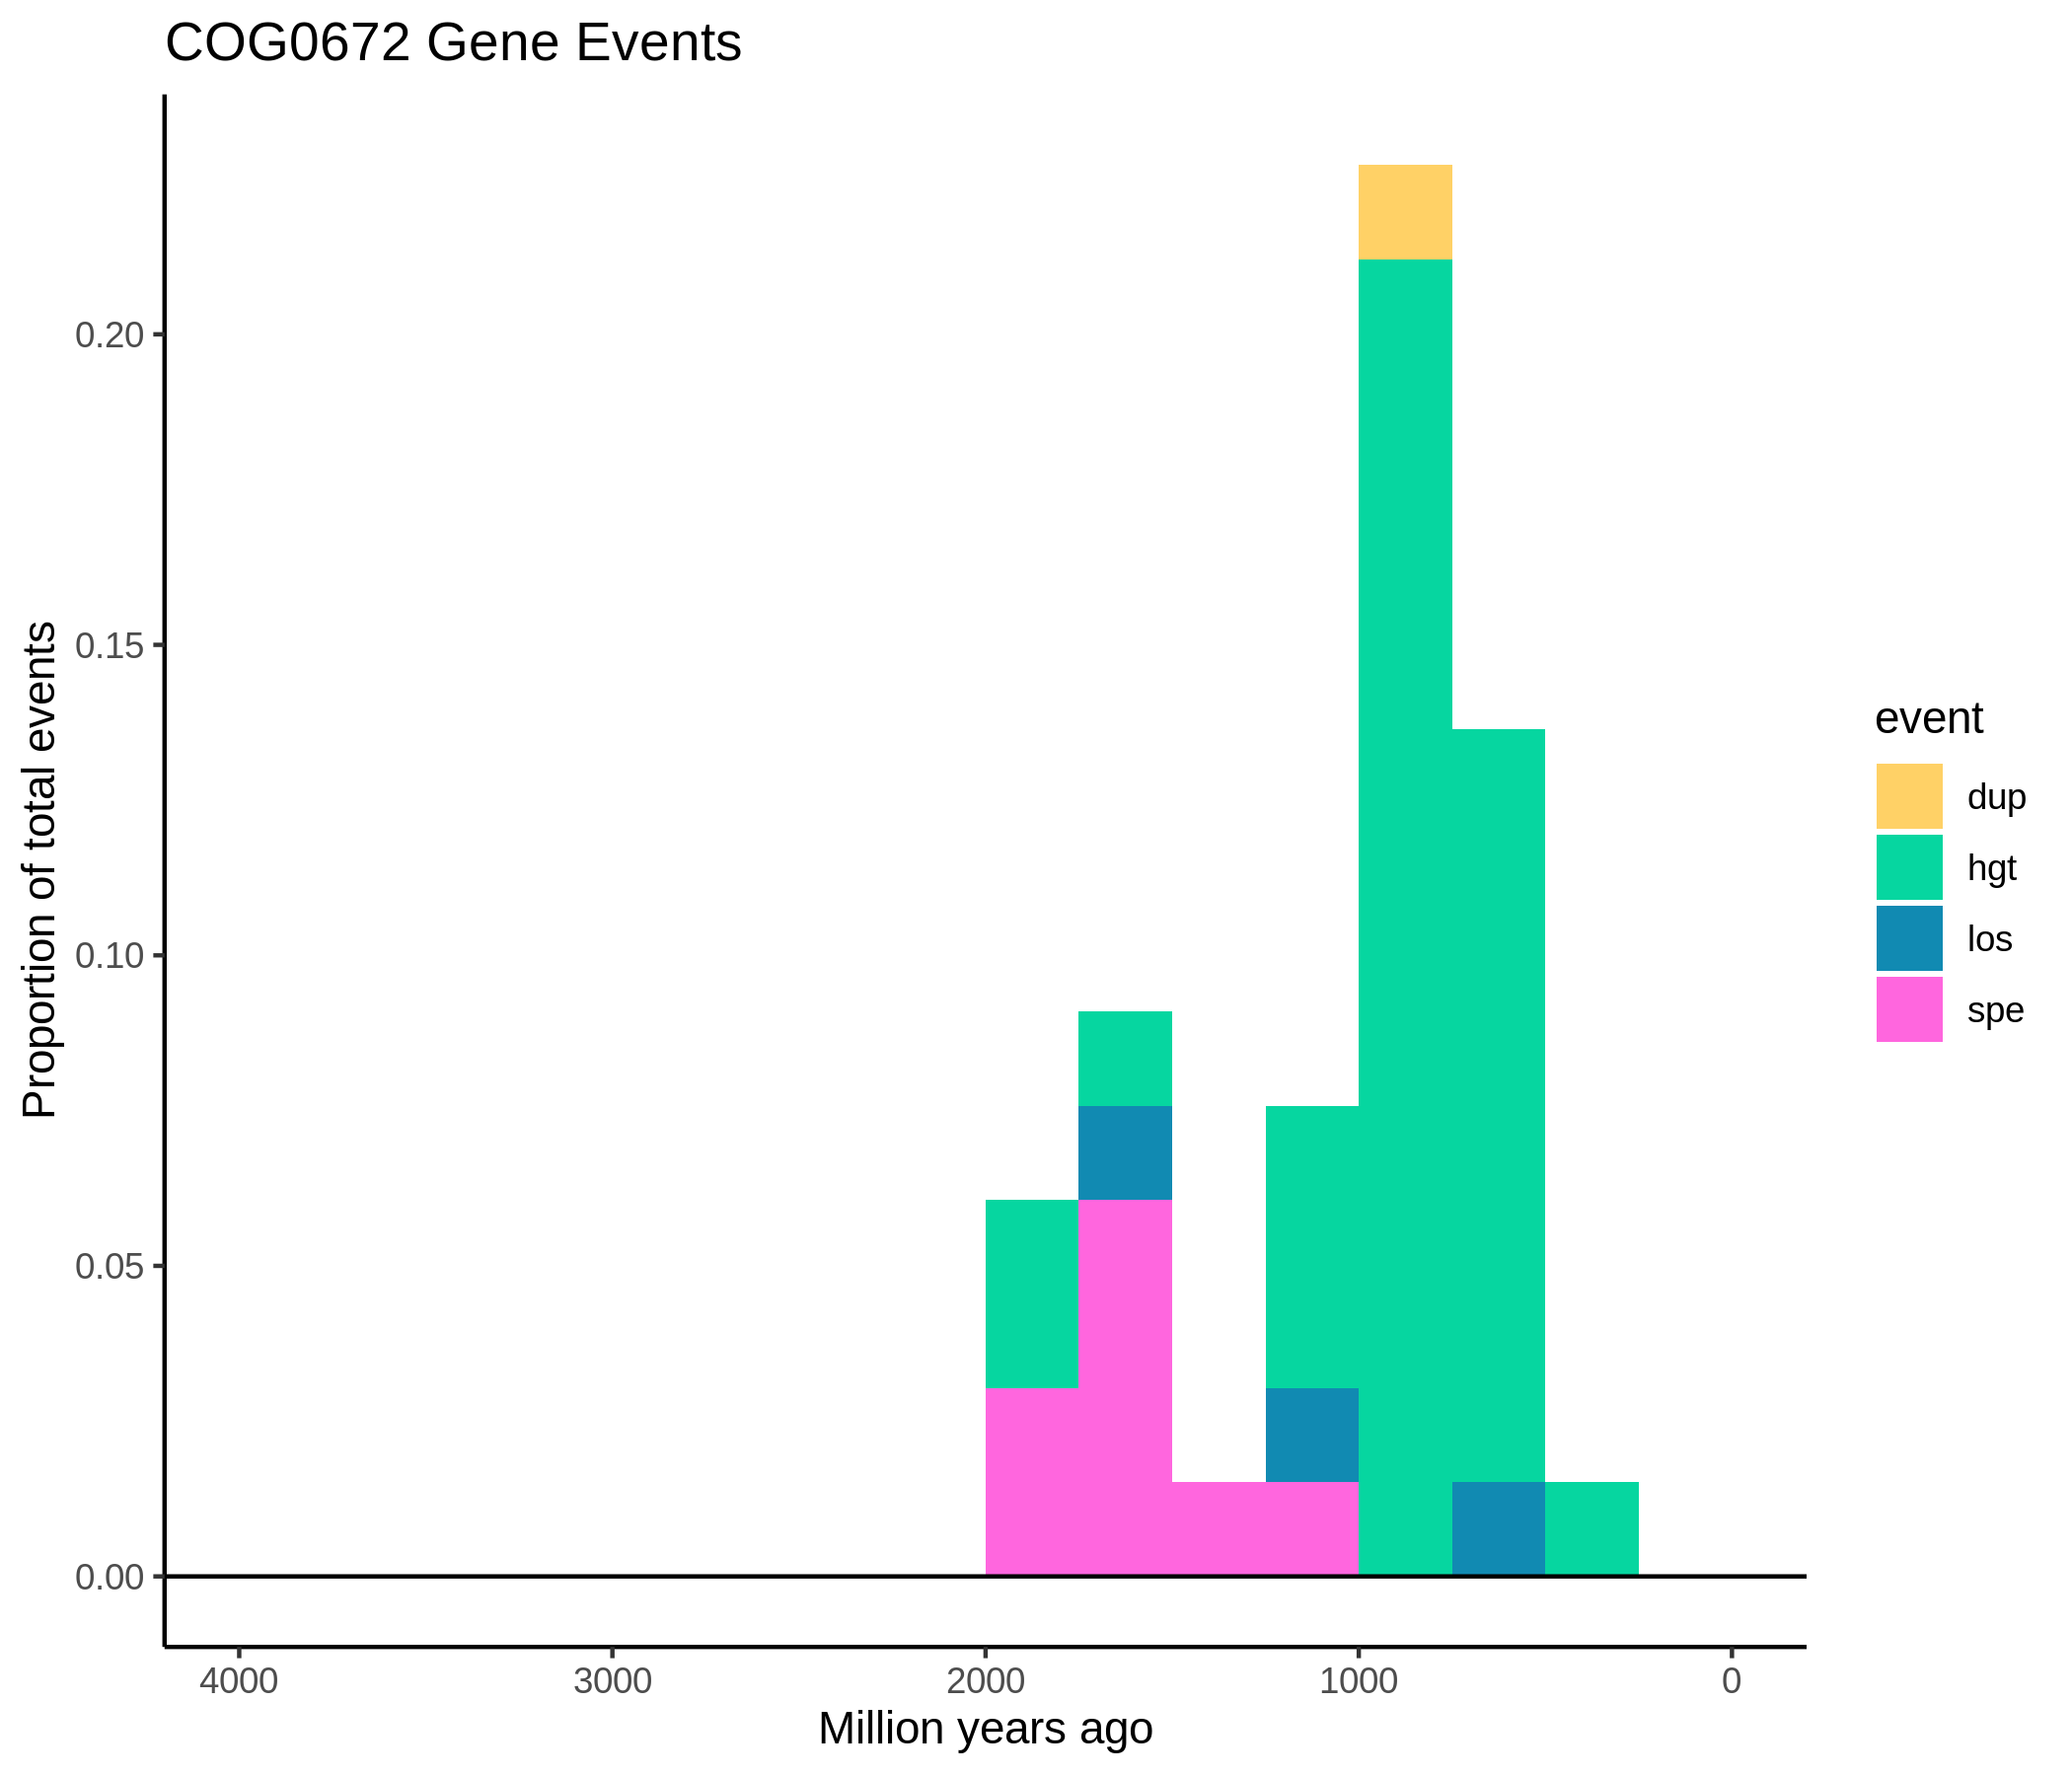 COG0672 Gene Events
Proportion of total events
0.20
0.15
0.10
0.05
0.00
4000 3000 2000 1000 0
Million years ago
event
dup
hgt
los
spe